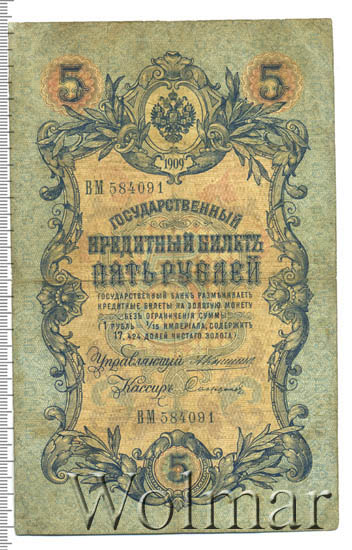 5 5
1909
ВМ 584091
ГОСУДАРСТВЕННЫЙ
КРЕДИТНЫЙ БИЛЕТЪ
ПЯТЬ РУБЛЕЙ
ГОСУДАРСТВЕННЫЙ БАНКЪ РАЗМѢНИВАЕТЪ
КРЕДИТНЫЕ БИЛЕТЫ НА ЗОЛОТУЮ МОНЕТУ
БЕЗЪ ОГРАНИЧЕНІЯ СУММЫ
(1 РУБЛЬ = 1/15 ИМПЕРІАЛА, СОДЕРЖИТЪ
17,424 ДОЛЕЙ ЧИСТАГО ЗОЛОТА.)
Управляющій
Кассиръ
ВМ 584091
5
Wolmar